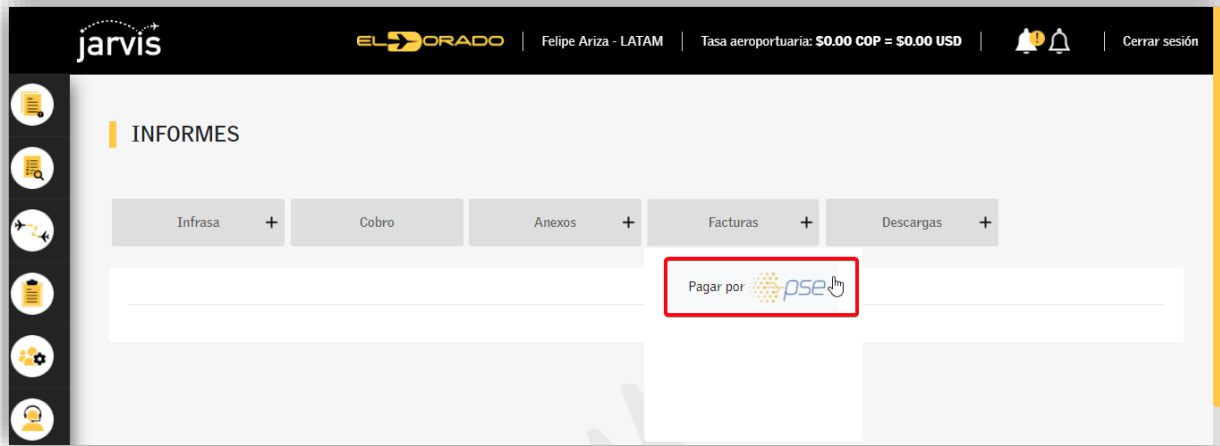 jarvis
EL DORADO | Felipe Ariza - LATAM | Tasa aeroportuaria: $0.00 COP = $0.00 USD | | Cerrar sesión
INFORMES
Infrasa + Cobro Anexos + Facturas + Descargas +
Pagar por pse